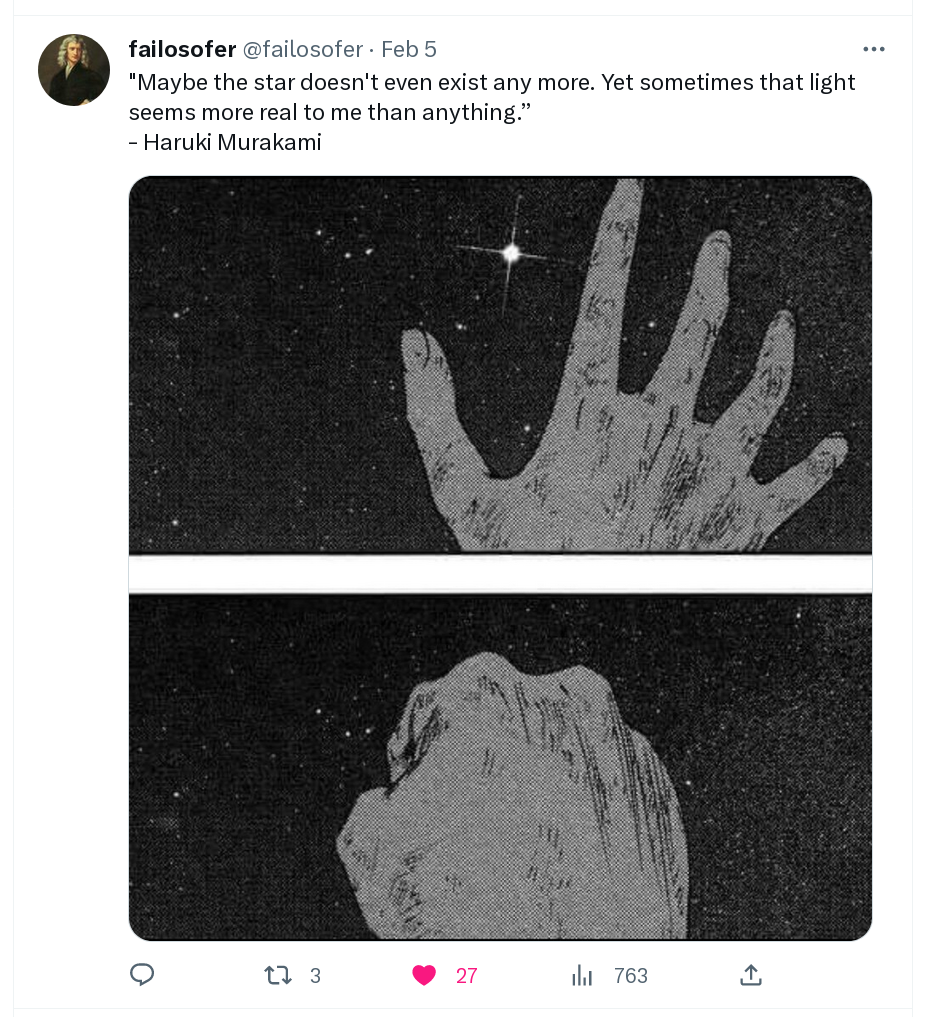 failosofer @failosofer · Feb 5
"Maybe the star doesn't even exist any more. Yet sometimes that light
seems more real to me than anything.”
- Haruki Murakami
3 27 763